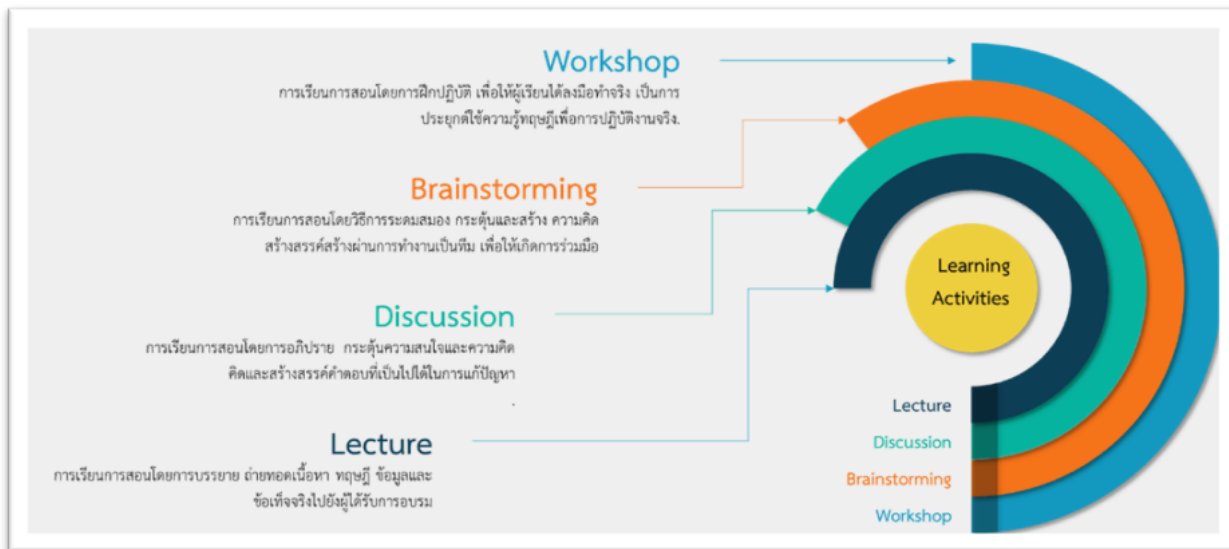 Workshop
การเรียนการสอนโดยการฝึกปฏิบัติ เพื่อให้ผู้เรียนได้ลงมือทำจริง เป็นการ
ประยุกต์ใช้ความรู้ทฤษฎีเพื่อการปฏิบัติงานจริง.
Brainstorming
การเรียนการสอนโดยวิธีการระดมสมอง กระตุ้นและสร้าง ความคิด
สร้างสรรค์สร้างผ่านการทำงานเป็นทีม เพื่อให้เกิดการร่วมมือ
Discussion
การเรียนการสอนโดยการอภิปราย กระตุ้นความสนใจและความคิด
คิดและสร้างสรรค์คำตอบที่เป็นไปได้ในการแก้ปัญหา
.
Lecture
การเรียนการสอนโดยการบรรยาย ถ่ายทอดเนื้อหา ทฤษฎี ข้อมูลและ
ข้อเท็จจริงไปยังผู้ได้รับการอบรม
Learning
Activities
Lecture
Discussion
Brainstorming
Workshop